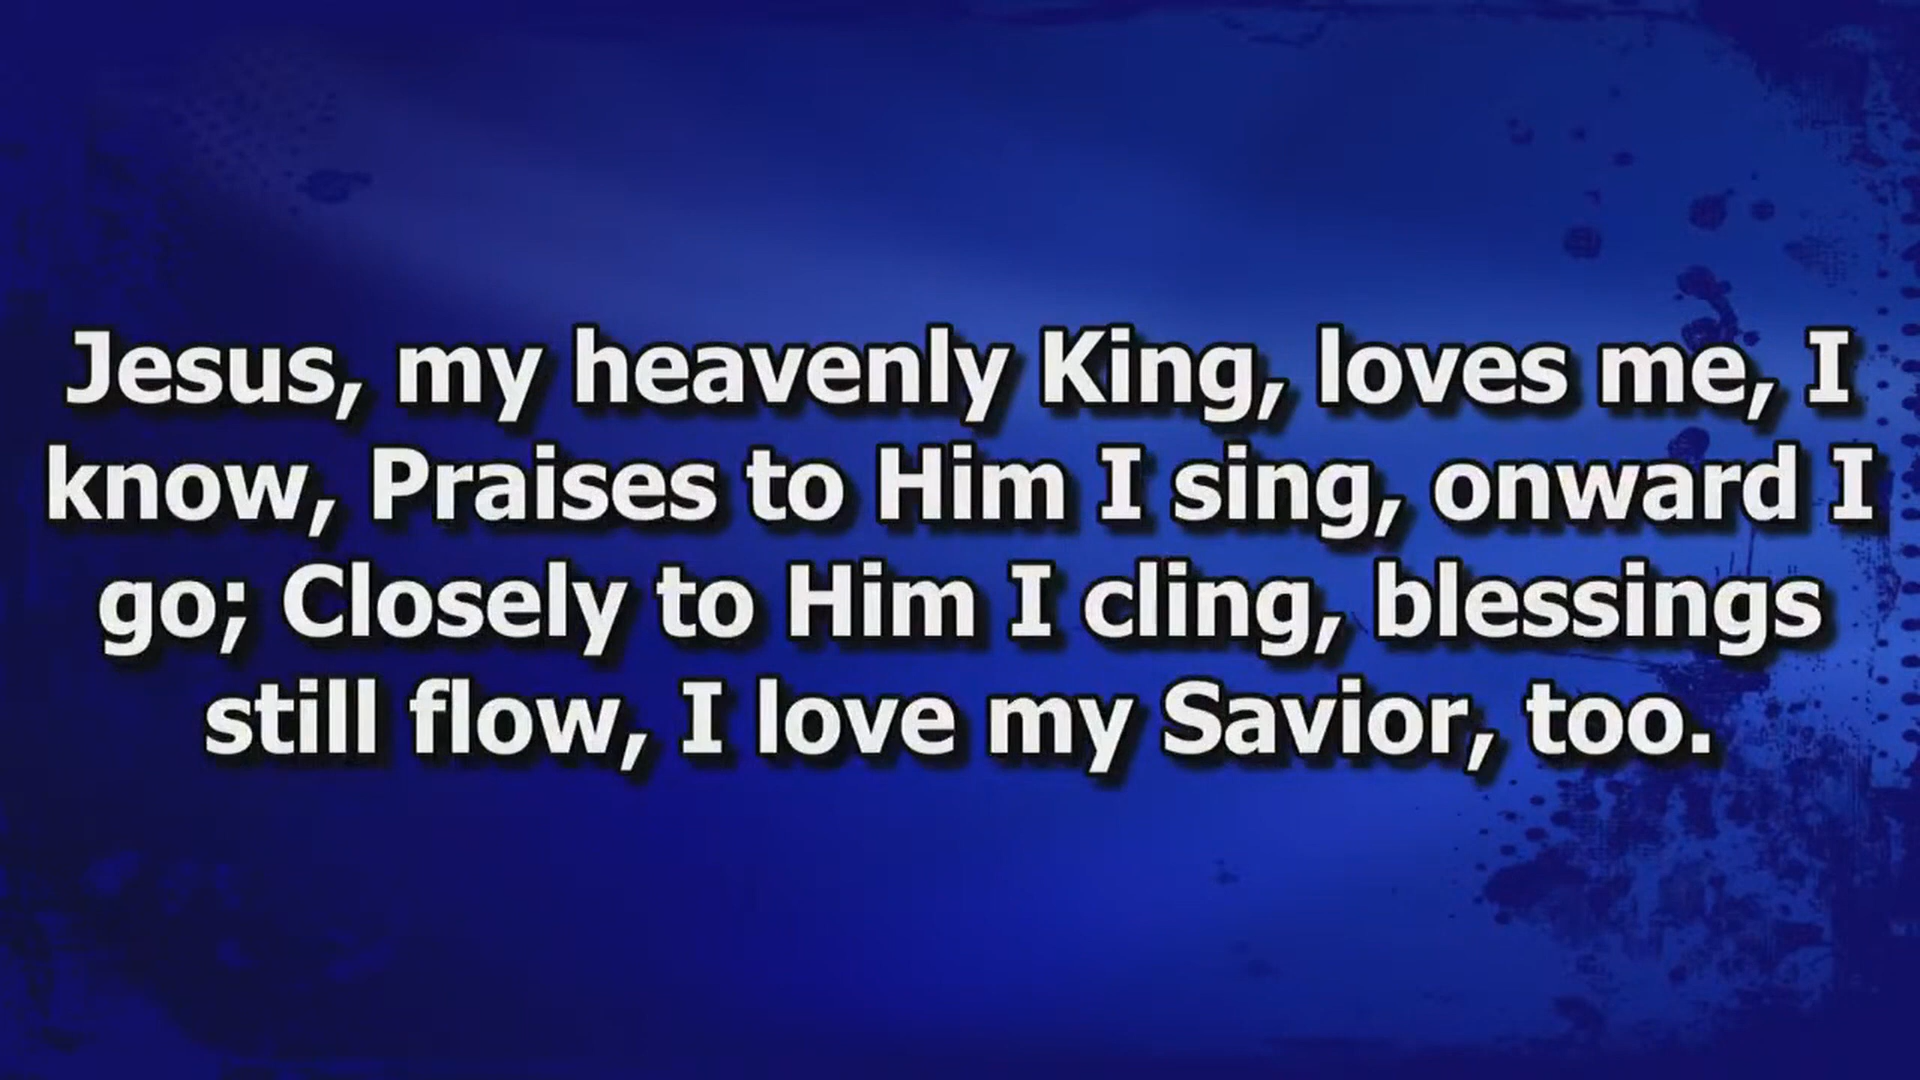 Jesus, my heavenly King, loves me, I
know, Praises to Him I sing, onward I
go; Closely to Him I cling, blessings
still flow, I love my Savior, too.